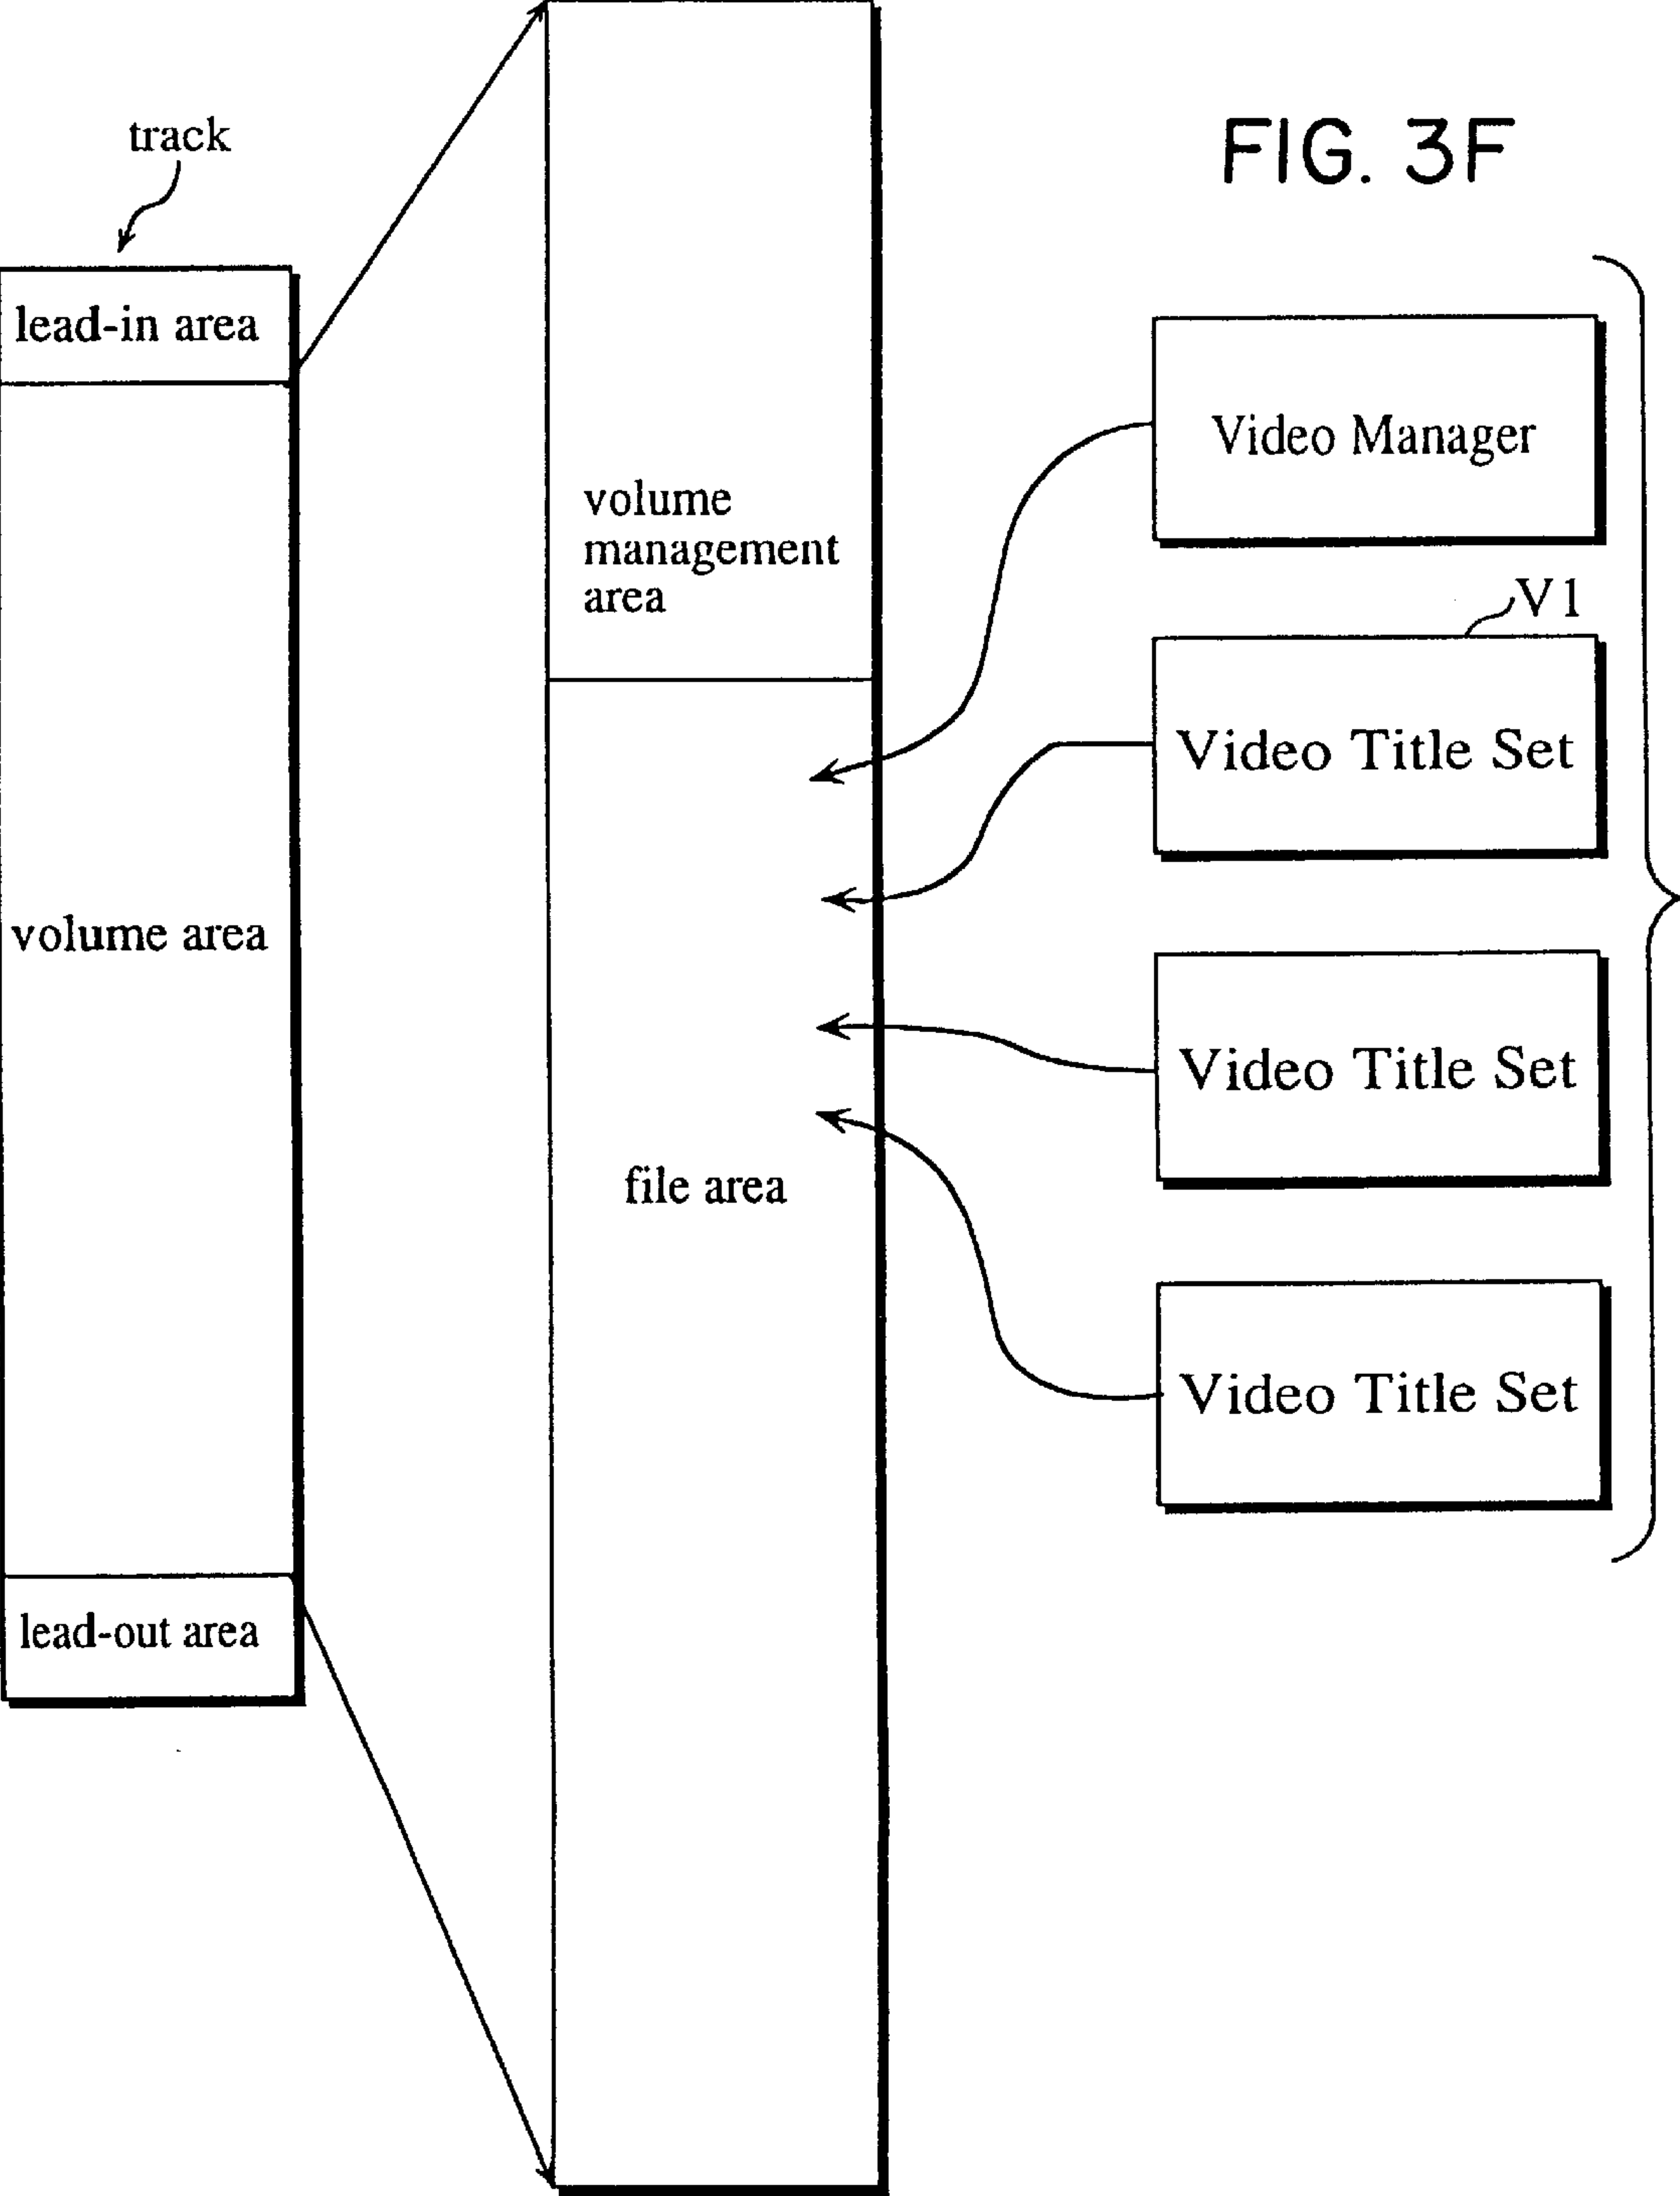 FIG. 3F
track
lead-in area
volume area
lead-out area
volume
management
area
file area
Video Manager
V1
Video Title Set
Video Title Set
Video Title Set